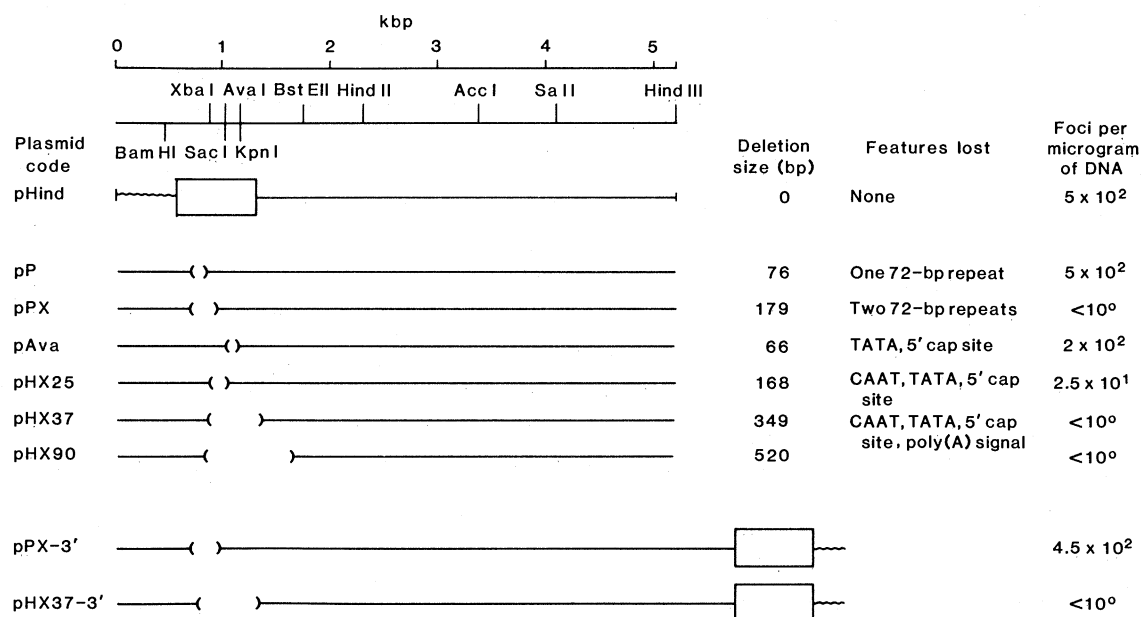 kbp
0 1 2 3 4 5
Xba I Ava I Bst EII Hind II Acc I Sa lI Hind III
Bam HI Sac I Kpn I
Plasmid code
Deletion size (bp)
Features lost
Foci per microgram of DNA
pHind 0 None 5 x 10²
pP 76 One 72-bp repeat 5 x 10²
pPX 179 Two 72-bp repeats <10⁰
pAva 66 TATA, 5′ cap site 2 x 10²
pHX25 168 CAAT, TATA, 5′ cap site 2.5 x 10¹
pHX37 349 CAAT, TATA, 5′ cap site, poly(A) signal <10⁰
pHX90 520 <10⁰
pPX-3′ 4.5 x 10²
pHX37-3′ <10⁰